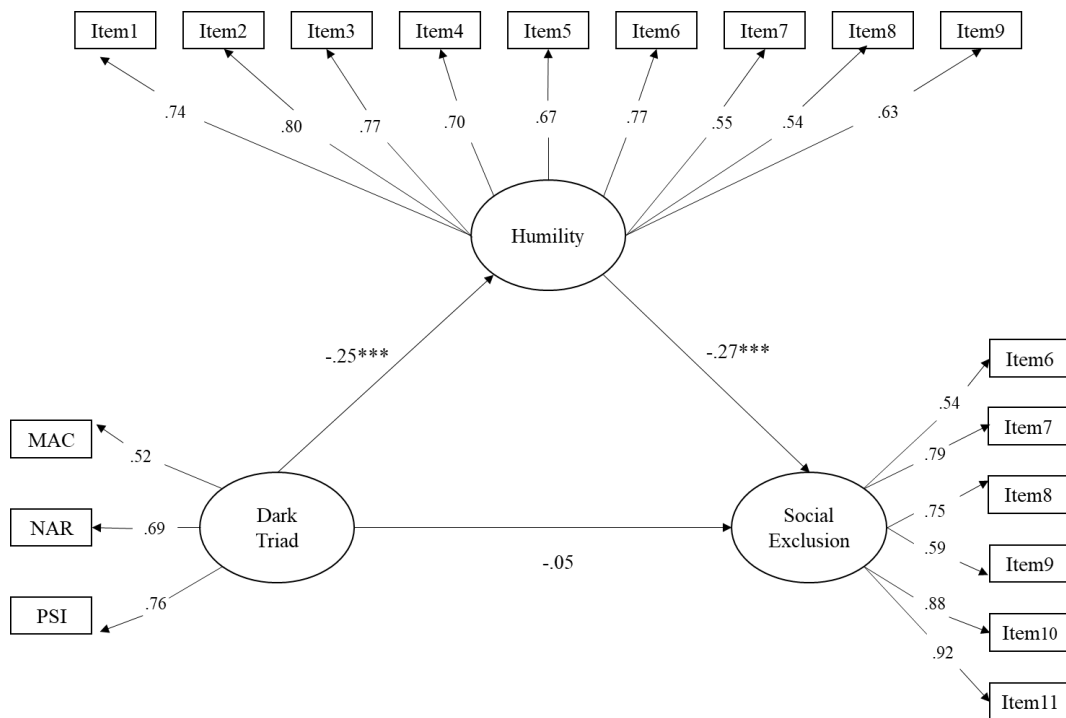 Item1 Item2 Item3 Item4 Item5 Item6 Item7 Item8 Item9
.74 .80 .77 .70 .67 .77 .55 .54 .63
Humility
-.25***
-.27***
Item6
.54
Item7
.79
Item8
.75
Item9
.59
Item10
.88
Item11
.92
MAC
.52
NAR
.69
PSI
.76
Dark
Triad
-.05
Social
Exclusion